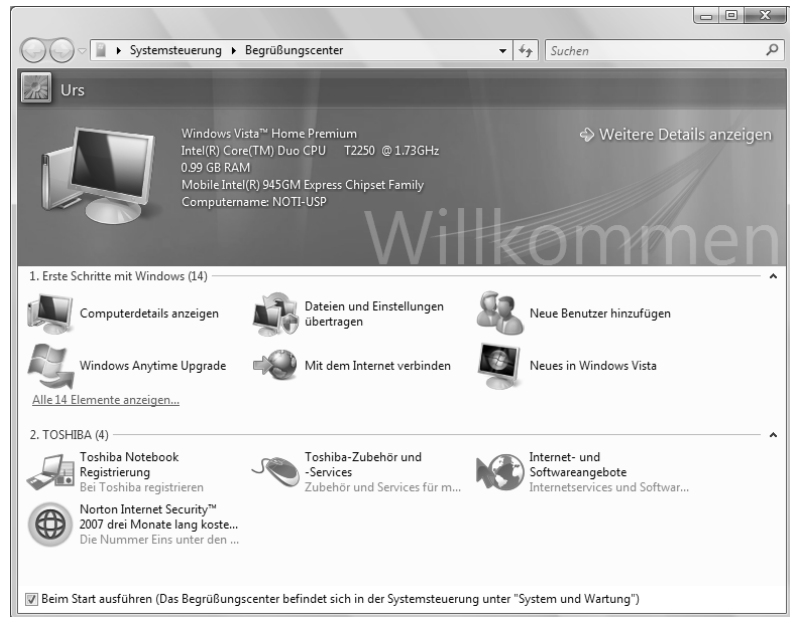 Systemsteuerung ▸ Begrüßungscenter
Suchen
Urs
Windows Vista™ Home Premium
Intel(R) Core(TM) Duo CPU T2250 @ 1.73GHz
0.99 GB RAM
Mobile Intel(R) 945GM Express Chipset Family
Computername: NOTI-USP
Weitere Details anzeigen
Willkommen
1. Erste Schritte mit Windows (14)
Computerdetails anzeigen
Dateien und Einstellungen
übertragen
Neue Benutzer hinzufügen
Windows Anytime Upgrade
Mit dem Internet verbinden
Neues in Windows Vista
Alle 14 Elemente anzeigen...
2. TOSHIBA (4)
Toshiba Notebook
Registrierung
Bei Toshiba registrieren
Toshiba-Zubehör und
-Services
Zubehör und Services für m...
Internet- und
Softwareangebote
Internetservices und Softwar...
Norton Internet Security™
2007 drei Monate lang koste...
Die Nummer Eins unter den ...
Beim Start ausführen (Das Begrüßungscenter befindet sich in der Systemsteuerung unter "System und Wartung")